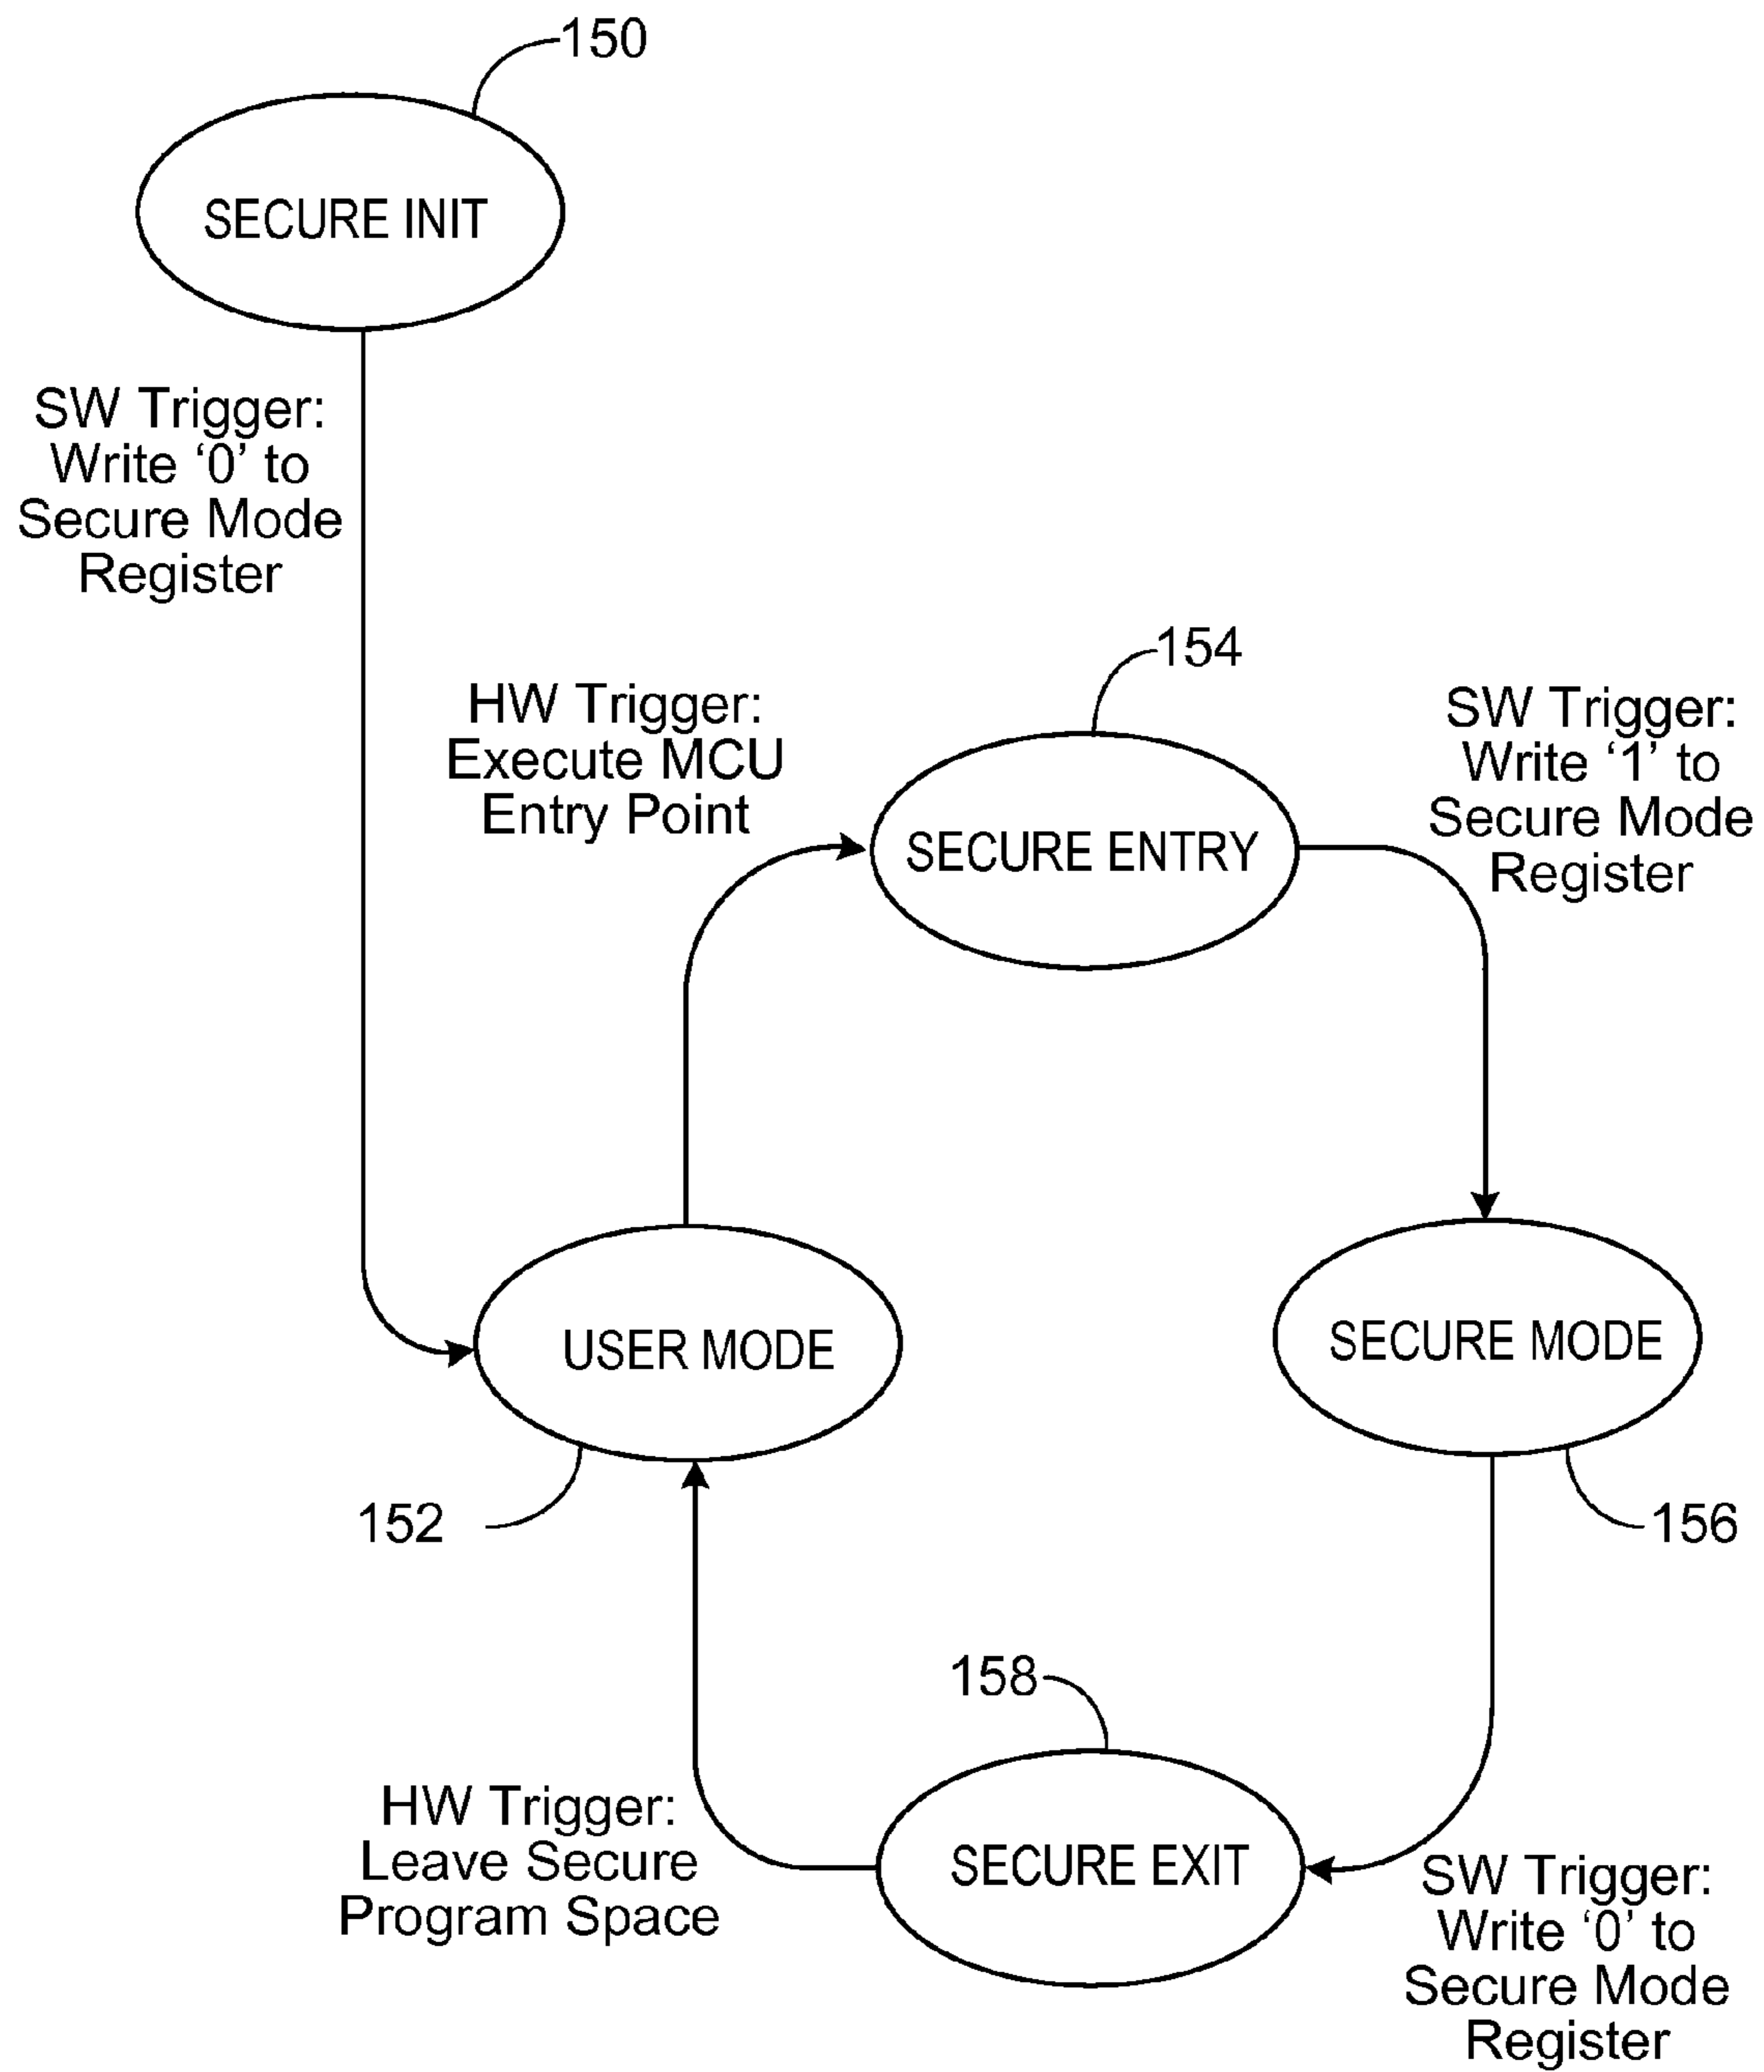 150
SECURE INIT
SW Trigger:
Write ‘0’ to
Secure Mode
Register
154
HW Trigger:
Execute MCU
Entry Point
SECURE ENTRY
SW Trigger:
Write ‘1’ to
Secure Mode
Register
USER MODE
SECURE MODE
152
156
158
HW Trigger:
Leave Secure
Program Space
SECURE EXIT
SW Trigger:
Write ‘0’ to
Secure Mode
Register